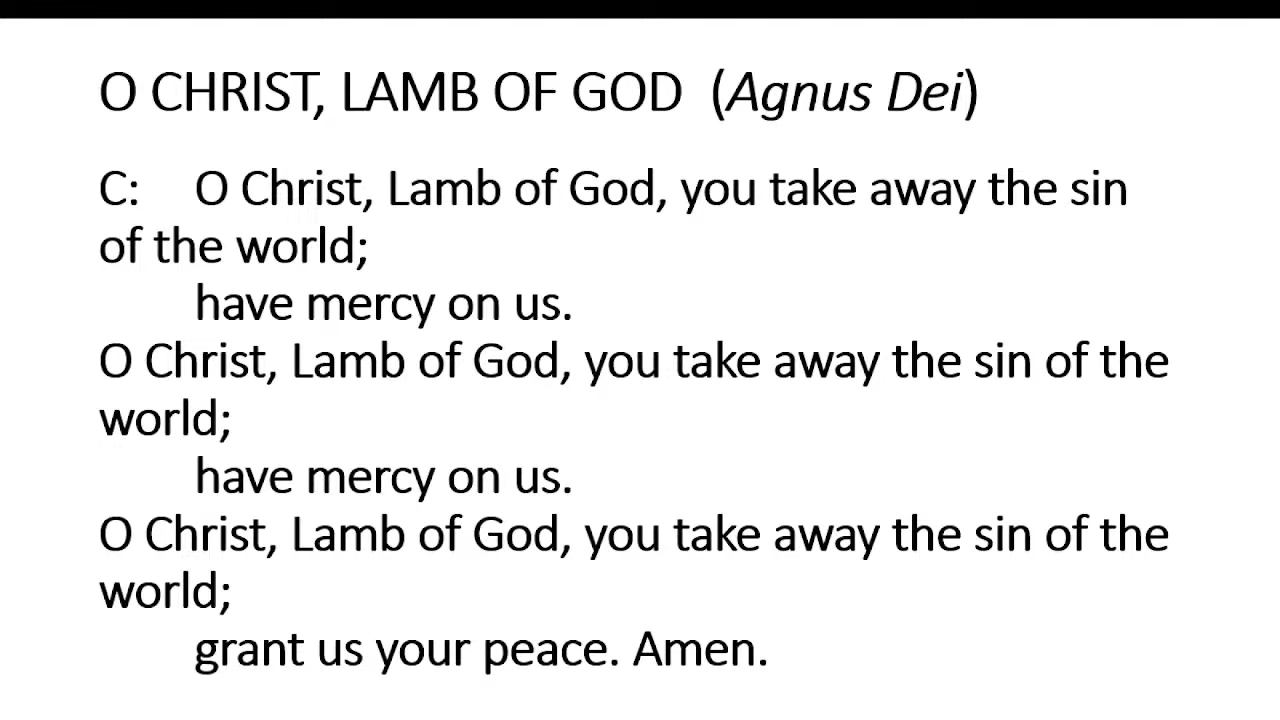 O CHRIST, LAMB OF GOD (Agnus Dei)
C: O Christ, Lamb of God, you take away the sin
of the world;
have mercy on us.
O Christ, Lamb of God, you take away the sin of the
world;
have mercy on us.
O Christ, Lamb of God, you take away the sin of the
world;
grant us your peace. Amen.